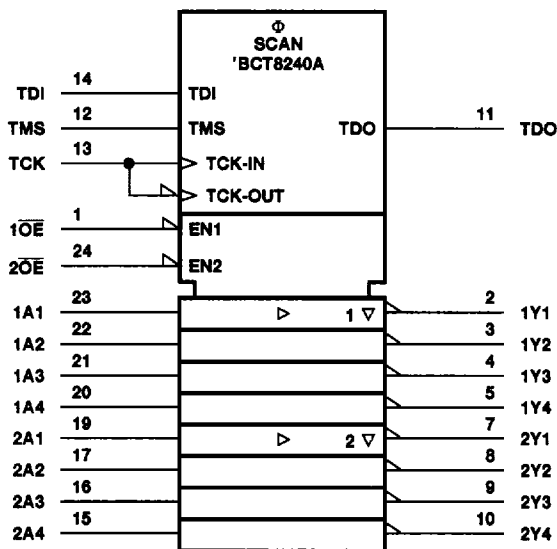 Φ
SCAN
'BCT8240A
TDI 14 TDI
TMS 12 TMS TDO 11 TDO
TCK 13 TCK-IN
TCK-OUT
1O̅E̅ 1 EN1
2O̅E̅ 24 EN2
1A1 23 1 2 1Y1
1A2 22 3 1Y2
1A3 21 4 1Y3
1A4 20 5 1Y4
2A1 19 2 7 2Y1
2A2 17 8 2Y2
2A3 16 9 2Y3
2A4 15 10 2Y4